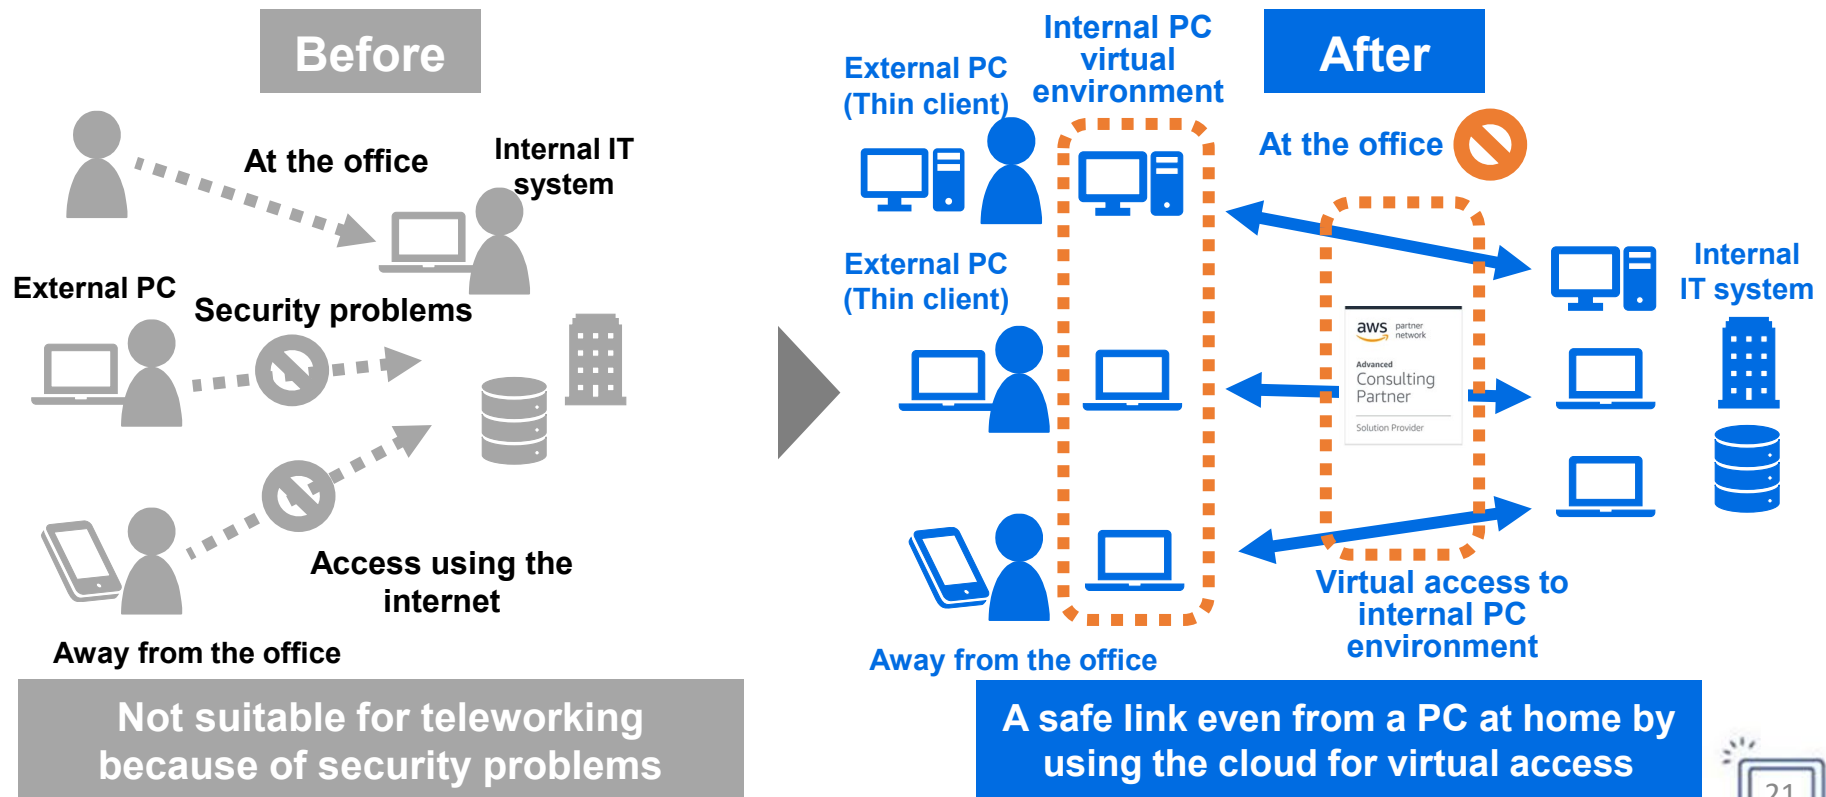 Before
At the office
Internal IT
system
External PC
Security problems
Access using the
internet
Away from the office
Not suitable for teleworking
because of security problems
After
Internal PC
virtual
environment
External PC
(Thin client)
At the office
External PC
(Thin client)
Internal
IT system
aws partner
network
Advanced
Consulting
Partner
Solution Provider
Virtual access to
internal PC
environment
Away from the office
A safe link even from a PC at home by
using the cloud for virtual access
21